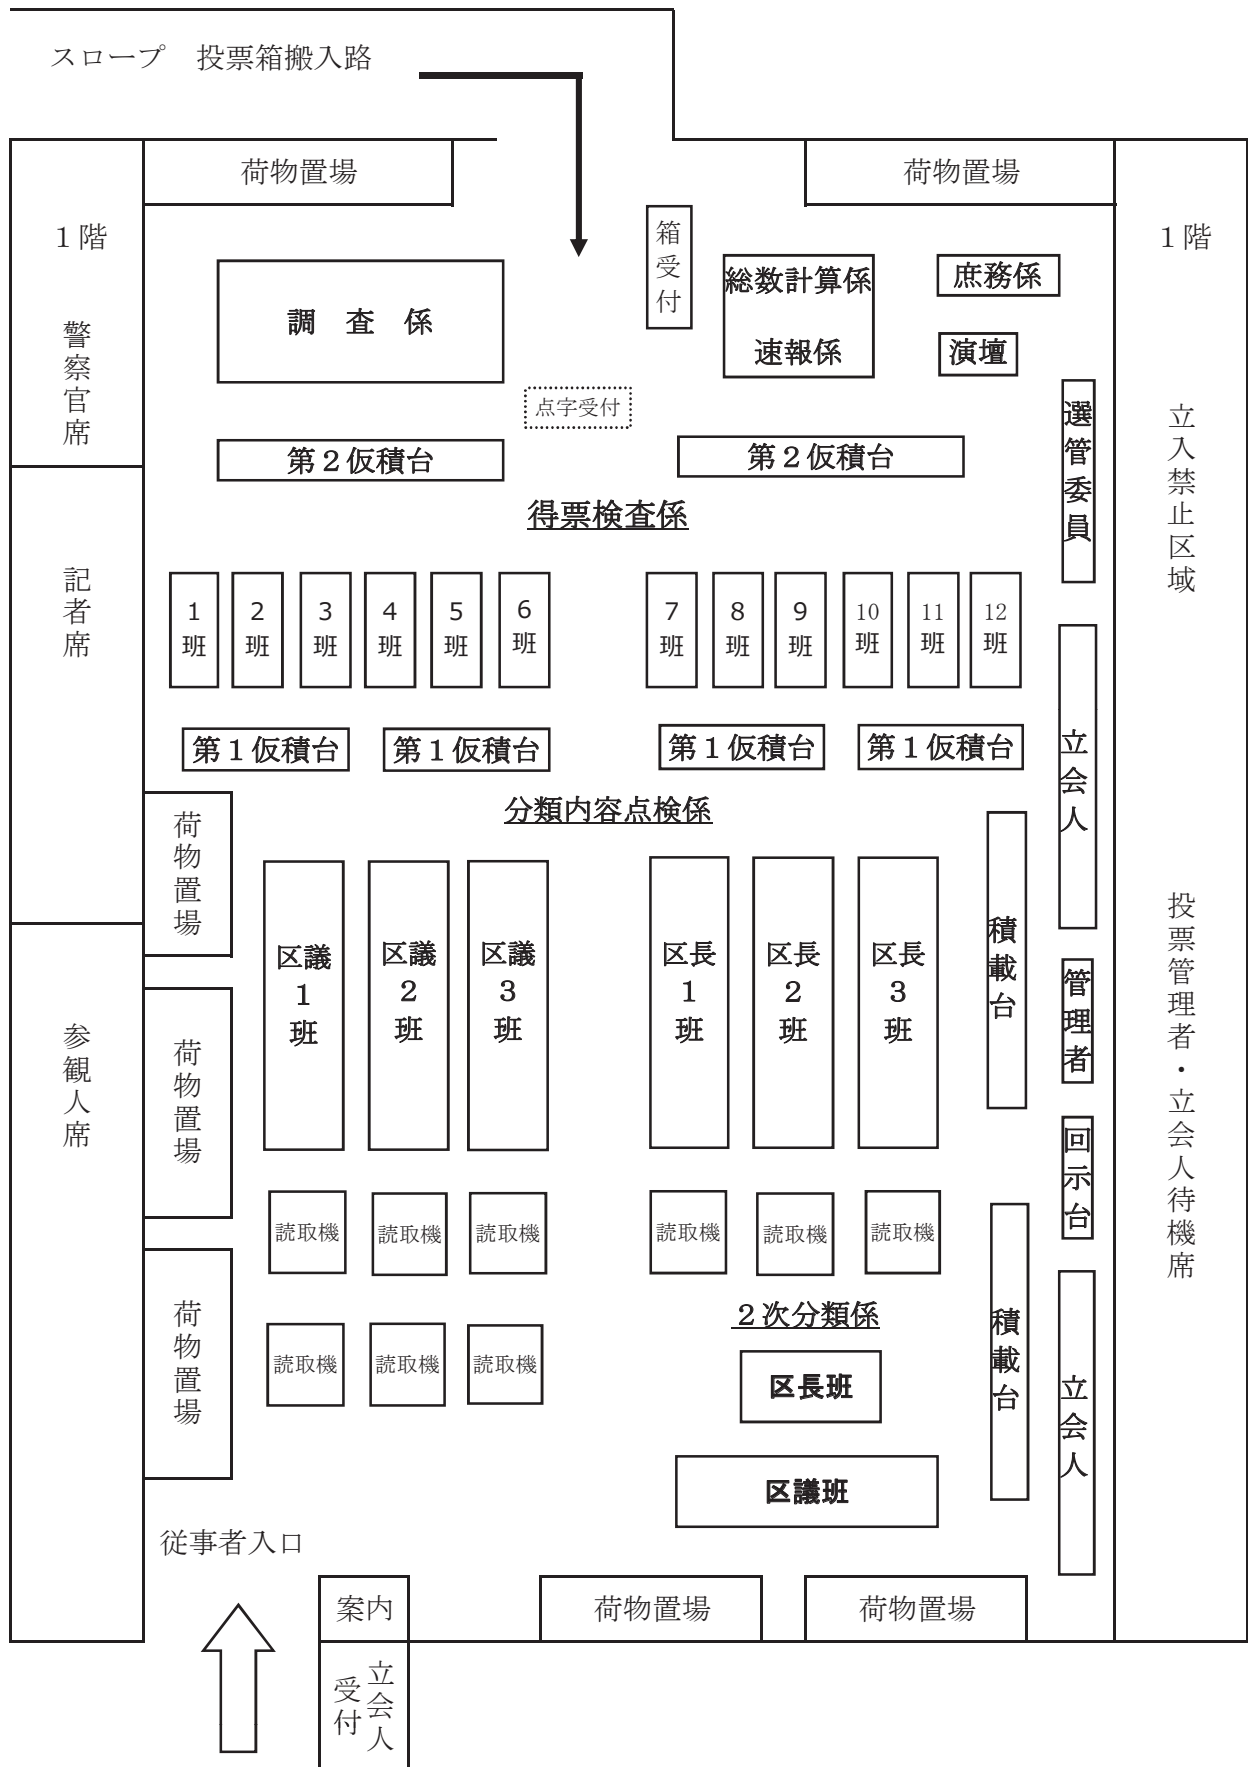 スロープ　投票箱搬入路
荷物置場
荷物置場
１階
警察官席
記者席
参観人席
１階
立入禁止区域
投票管理者・立会人待機席
箱受付
総数計算係
速報係
庶務係
演壇
調　査　係
点字受付
第２仮積台
第２仮積台
選管委員
得票検査係
1班
2班
3班
4班
5班
6班
7班
8班
9班
10班
11班
12班
立会人
第１仮積台
第１仮積台
第１仮積台
第１仮積台
分類内容点検係
荷物置場
荷物置場
荷物置場
区議１班
区議２班
区議３班
区長１班
区長２班
区長３班
積載台
管理者
回示台
読取機
読取機
読取機
読取機
読取機
読取機
読取機
読取機
読取機
２次分類係
区長班
区議班
積載台
立会人
従事者入口
案内
立会人
受付
荷物置場
荷物置場